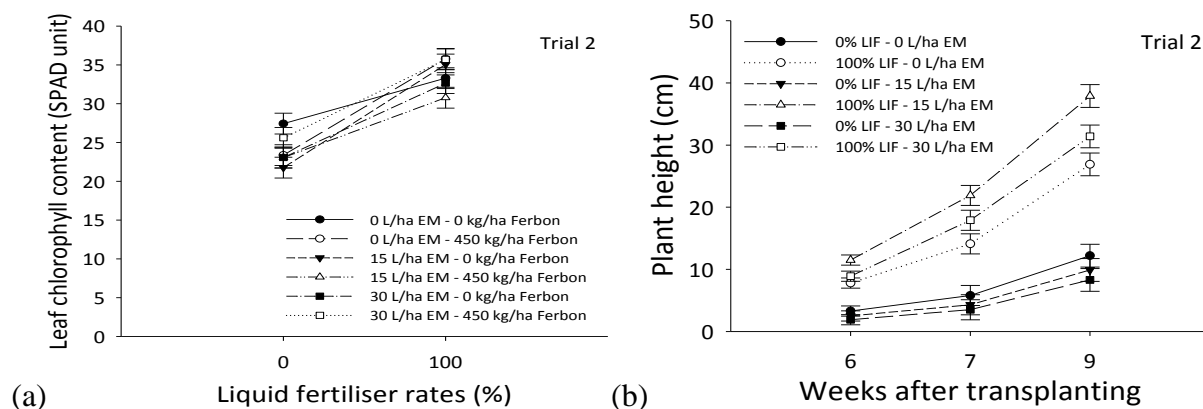 Leaf chlorophyll content (SPAD unit)
40
35
30
25
20
15
10
5
0
Trial 2
0 L/ha EM - 0 kg/ha Ferbon
0 L/ha EM - 450 kg/ha Ferbon
15 L/ha EM - 0 kg/ha Ferbon
15 L/ha EM - 450 kg/ha Ferbon
30 L/ha EM - 0 kg/ha Ferbon
30 L/ha EM - 450 kg/ha Ferbon
0 100
Liquid fertiliser rates (%)
(a)
Plant height (cm)
50
40
30
20
10
0
Trial 2
0% LIF - 0 L/ha EM
100% LIF - 0 L/ha EM
0% LIF - 15 L/ha EM
100% LIF - 15 L/ha EM
0% LIF - 30 L/ha EM
100% LIF - 30 L/ha EM
6 7 9
Weeks after transplanting
(b)